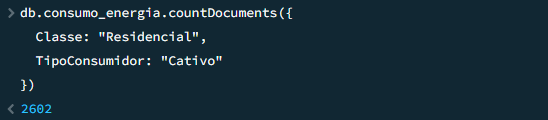 > db.consumo_energia.countDocuments({
Classe: "Residencial",
TipoConsumidor: "Cativo"
})
< 2602